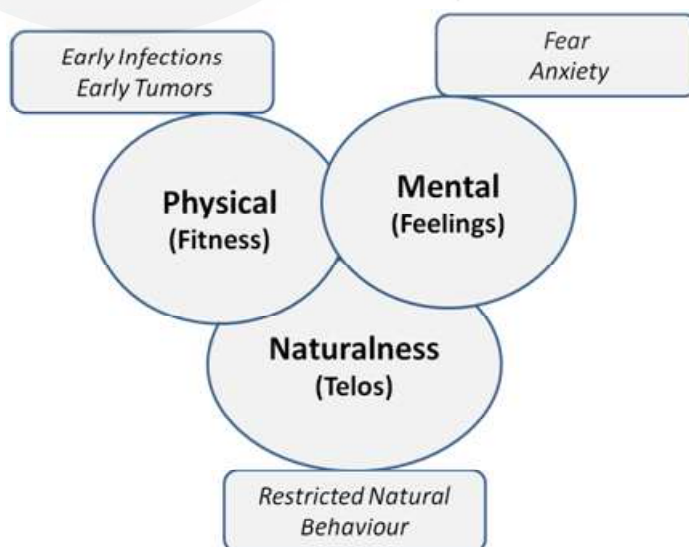 Early Infections
Early Tumors
Fear
Anxiety
Physical
(Fitness)
Mental
(Feelings)
Naturalness
(Telos)
Restricted Natural
Behaviour